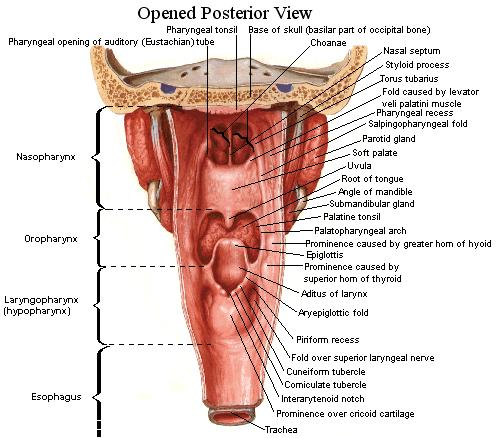 Opened Posterior View
Pharyngeal tonsil
Base of skull (basilar part of occipital bone)
Pharyngeal opening of auditory (Eustachian) tube
Choanae
Nasal septum
Styloid process
Torus tubarius
Fold caused by levator
veli palatini muscle
Pharyngeal recess
Salpingopharyngeal fold
Parotid gland
Soft palate
Uvula
Root of tongue
Angle of mandible
Submandibular gland
Palatine tonsil
Palatopharyngeal arch
Prominence caused by greater horn of hyoid
Epiglottis
Prominence caused by
superior horn of thyroid
Aditus of larynx
Aryepiglottic fold
Piriform recess
Fold over superior laryngeal nerve
Cuneiform tubercle
Corniculate tubercle
Interarytenoid notch
Prominence over cricoid cartilage
Trachea
Nasopharynx
Oropharynx
Laryngopharynx
(hypopharynx)
Esophagus